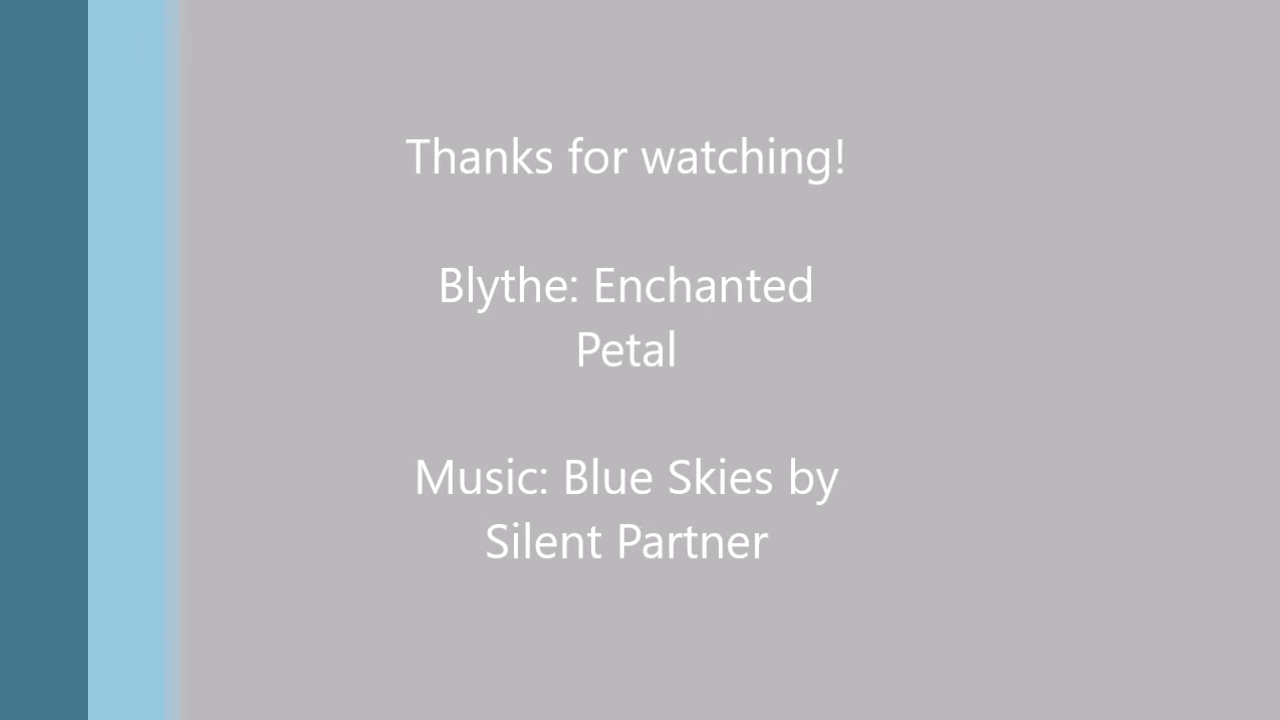 Thanks for watching!
Blythe: Enchanted
Petal
Music: Blue Skies by
Silent Partner